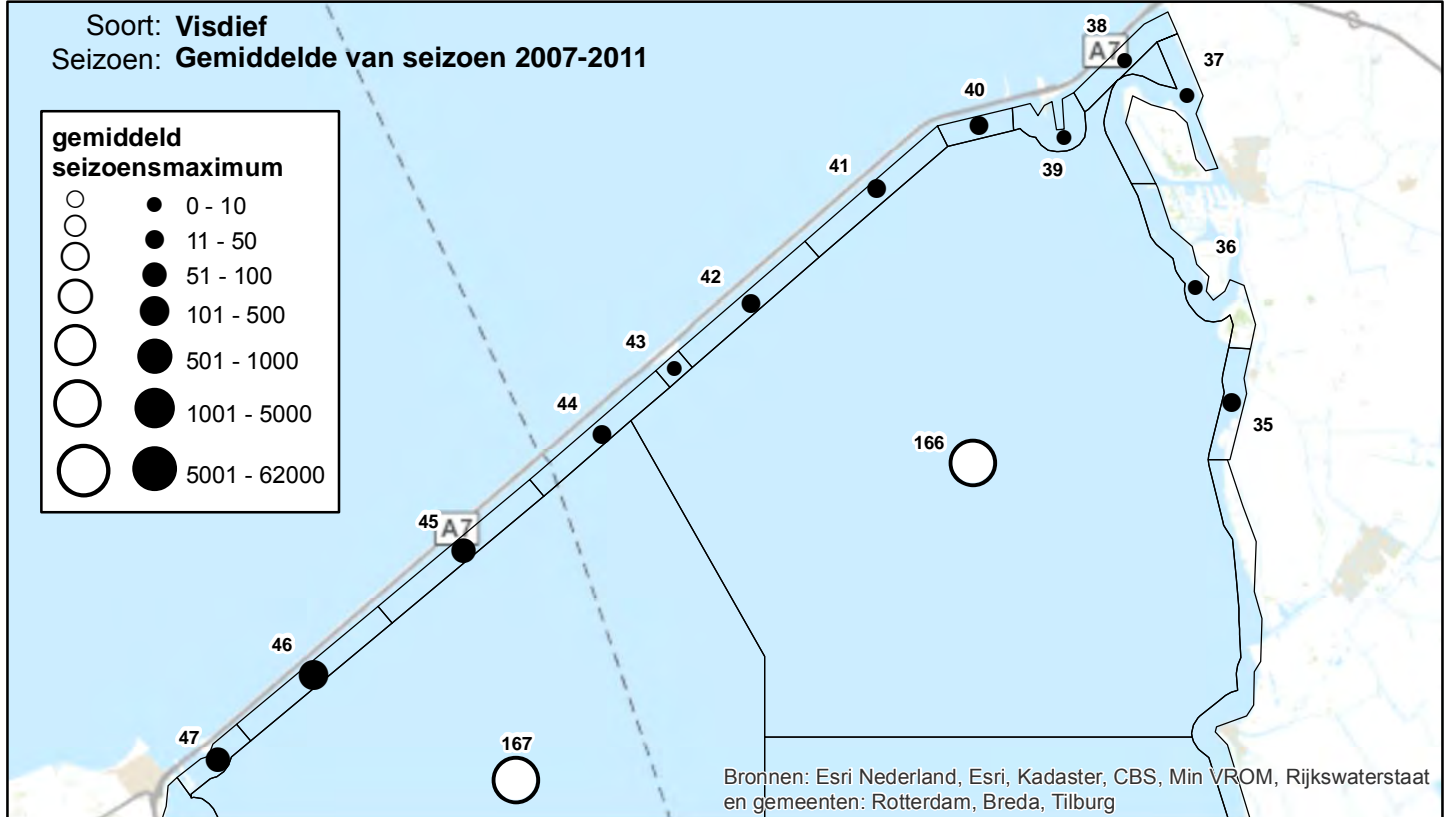 Soort: Visdief
Seizoen: Gemiddelde van seizoen 2007-2011
gemiddeld
seizoensmaximum
0 - 10
11 - 50
51 - 100
101 - 500
501 - 1000
1001 - 5000
5001 - 62000
38
A7
37
40
39
41
36
42
43
35
44
166
45
A7
46
47
167
Bronnen: Esri Nederland, Esri, Kadaster, CBS, Min VROM, Rijkswaterstaat
en gemeenten: Rotterdam, Breda, Tilburg